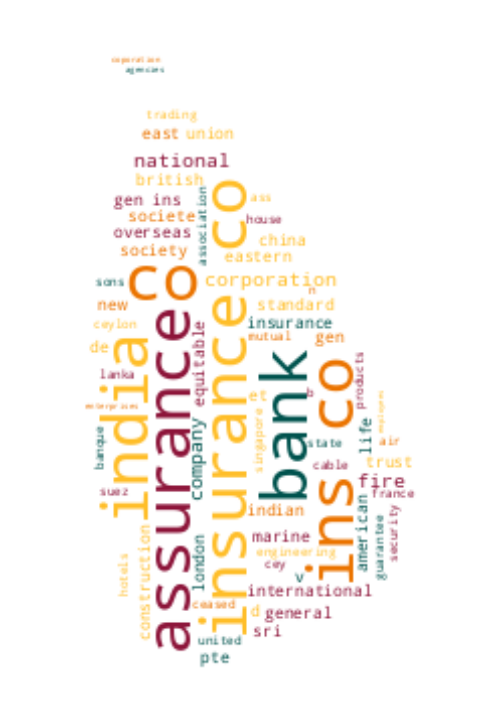 coporation
agencies
trading
east union
national
british
gen ins
association
co
ass
societe
house
overseas
china
society
eastern
sons
co
corporation
n
new
standard
ceylon
india
assurance
equitable
insurance
insurance
mutual
gen
de
bank
ins co
products
lanka
et
b
enterprises
employees
singapore
banque
company
state
life
air
cable
trust
suez
fire
france
indian
american
security
guarantee
construction
marine
london
engineering
hotels
cey
v
international
ceased
d
general
sri
united
pte